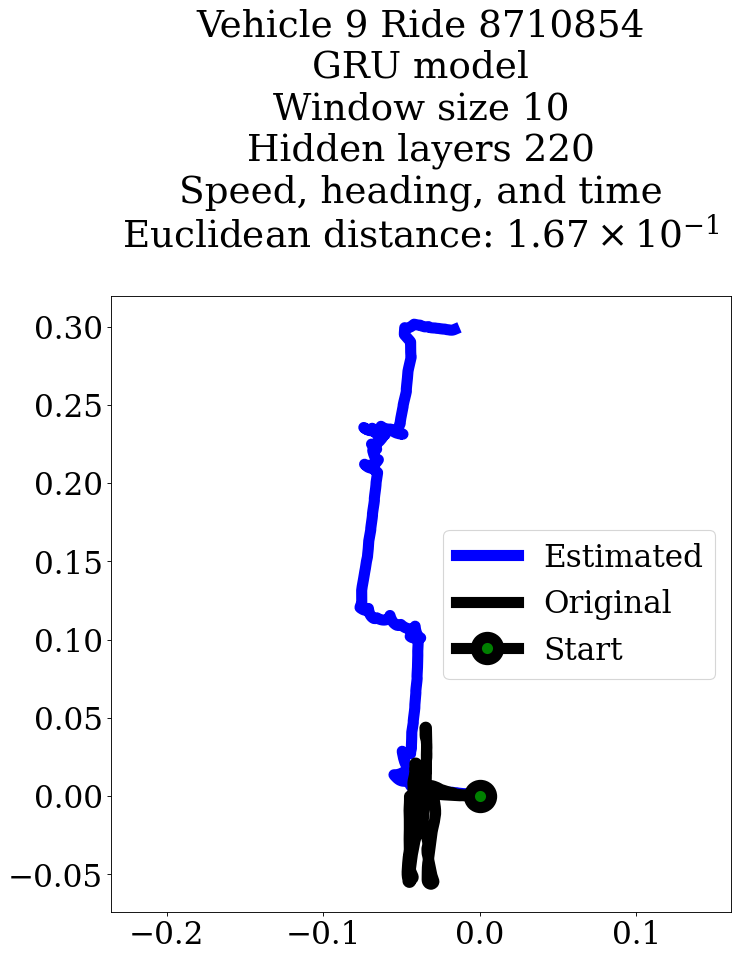 Vehicle 9 Ride 8710854
GRU model
Window size 10
Hidden layers 220
Speed, heading, and time
Euclidean distance: 1.67 × 10⁻¹
0.30
0.25
0.20
0.15
0.10
0.05
0.00
−0.05
Estimated
Original
Start
−0.2
−0.1
0.0
0.1